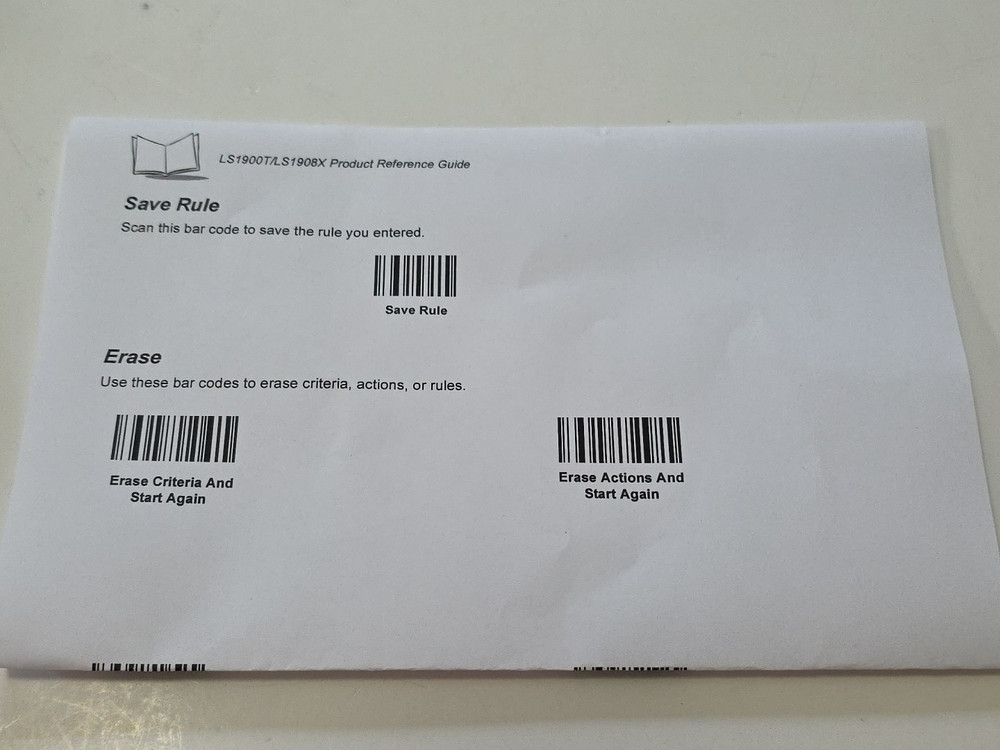 LS1900T/LS1908X Product Reference Guide
Save Rule
Scan this bar code to save the rule you entered.
Save Rule
Erase
Use these bar codes to erase criteria, actions, or rules.
Erase Criteria And
Start Again
Erase Actions And
Start Again